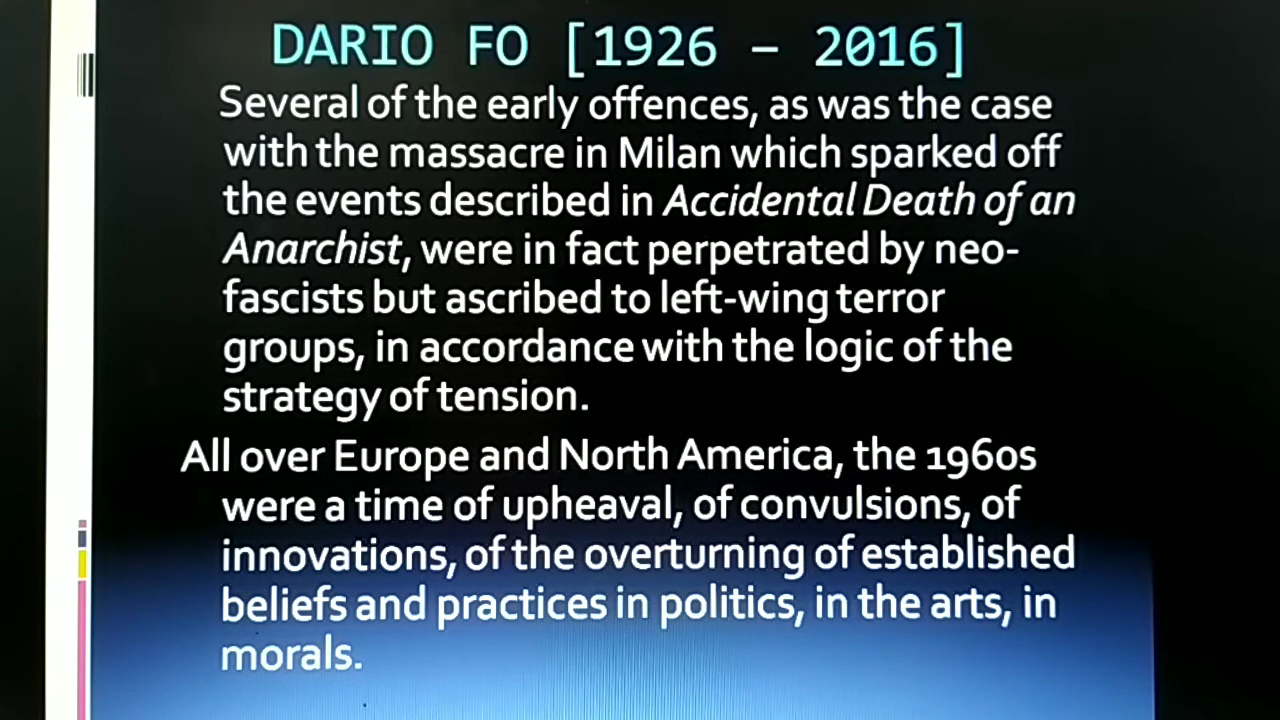 DARIO FO [1926 – 2016]
Several of the early offences, as was the case
with the massacre in Milan which sparked off
the events described in Accidental Death of an
Anarchist, were in fact perpetrated by neo-
fascists but ascribed to left-wing terror
groups, in accordance with the logic of the
strategy of tension.
All over Europe and North America, the 1960s
were a time of upheaval, of convulsions, of
innovations, of the overturning of established
beliefs and practices in politics, in the arts, in
morals.